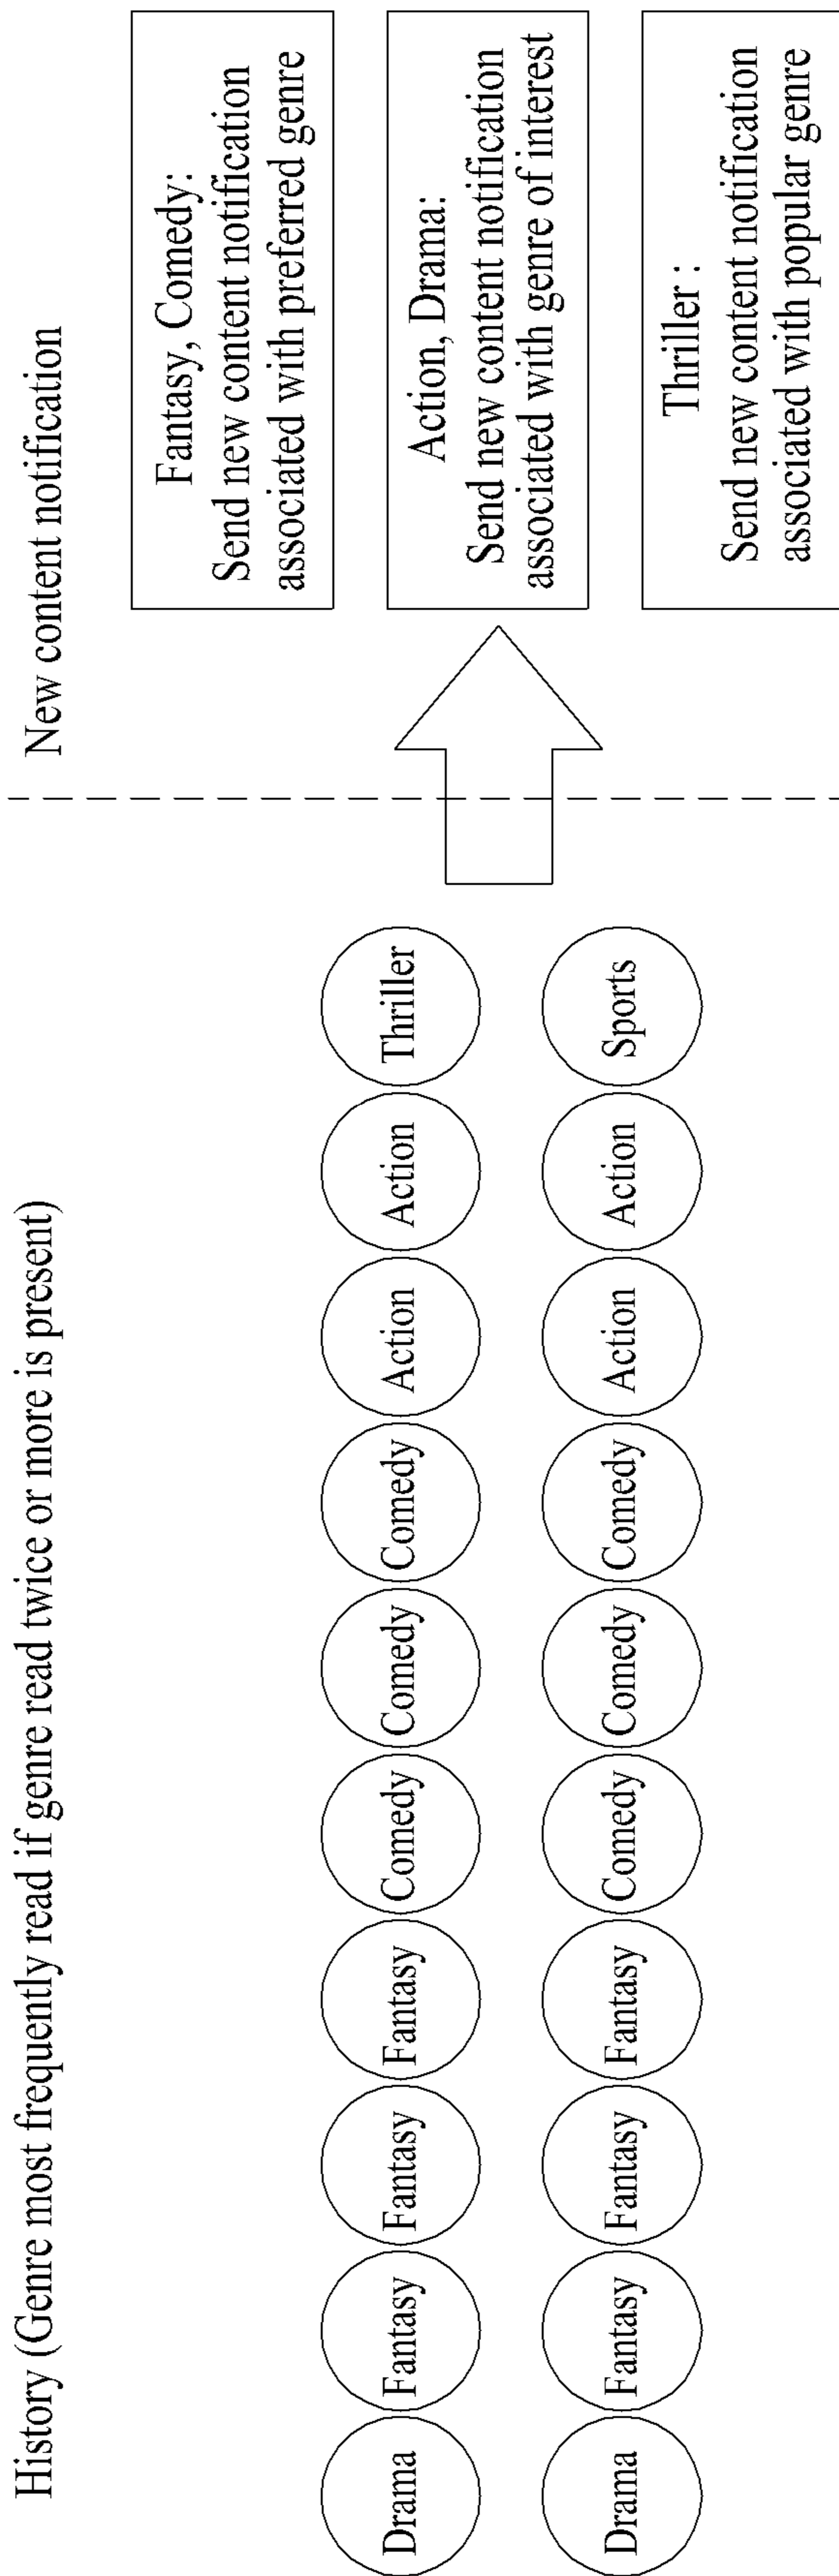 History (Genre most frequently read if genre read twice or more is present)
New content notification
Drama
Fantasy
Fantasy
Fantasy
Comedy
Comedy
Comedy
Action
Action
Thriller
Drama
Fantasy
Fantasy
Fantasy
Comedy
Comedy
Comedy
Action
Action
Sports
Fantasy, Comedy:
Send new content notification
associated with preferred genre
Action, Drama:
Send new content notification
associated with genre of interest
Thriller :
Send new content notification
associated with popular genre